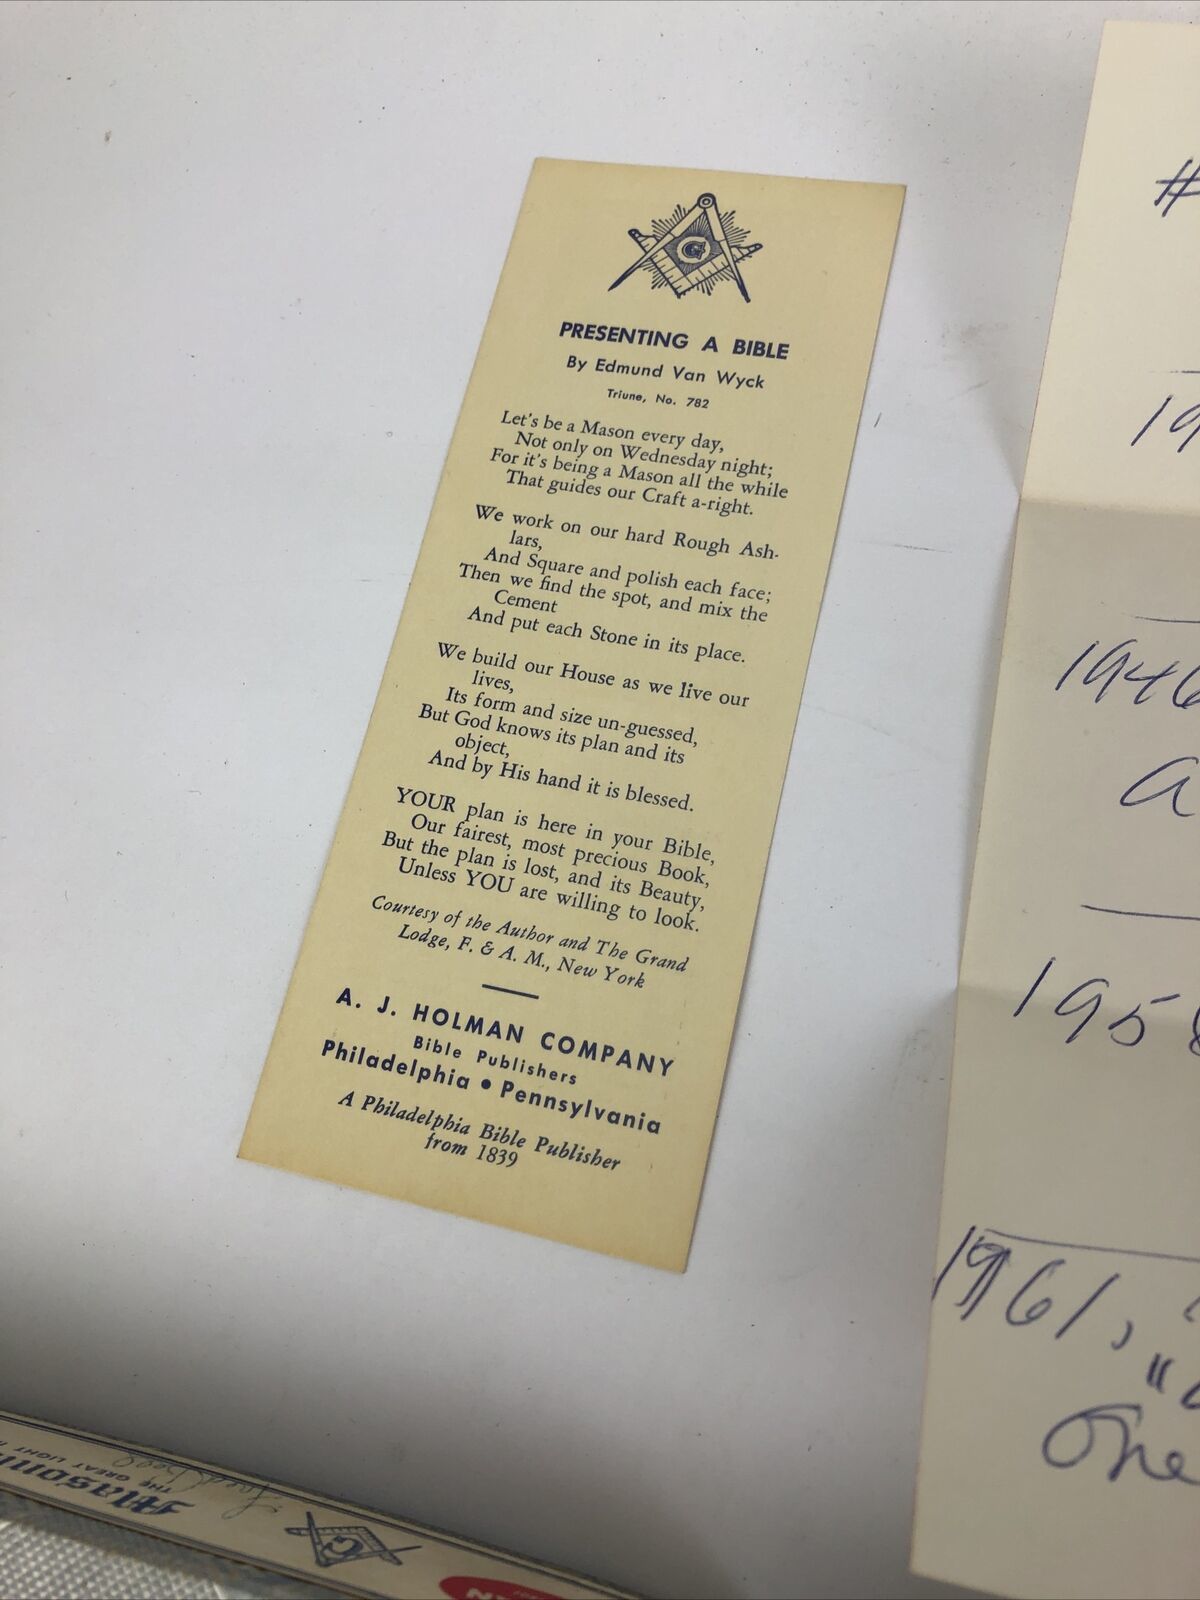 G
PRESENTING A BIBLE
By Edmund Van Wyck
Triune, No. 782
Let's be a Mason every day,
Not only on Wednesday night;
For it's being a Mason all the while
That guides our Craft a-right.
We work on our hard Rough Ash-
lars,
And Square and polish each face;
Then we find the spot, and mix the
Cement
And put each Stone in its place.
We build our House as we live our
lives,
Its form and size un-guessed,
But God knows its plan and its
object,
And by His hand it is blessed.
YOUR plan is here in your Bible,
Our fairest, most precious Book,
But the plan is lost, and its Beauty,
Unless YOU are willing to look.
Courtesy of the Author and The Grand
Lodge, F. & A. M., New York
A. J. HOLMAN COMPANY
Bible Publishers
Philadelphia • Pennsylvania
A Philadelphia Bible Publisher
from 1839
#
19
1946
a
1958
1961,
One
THE GREAT LIGHT
G